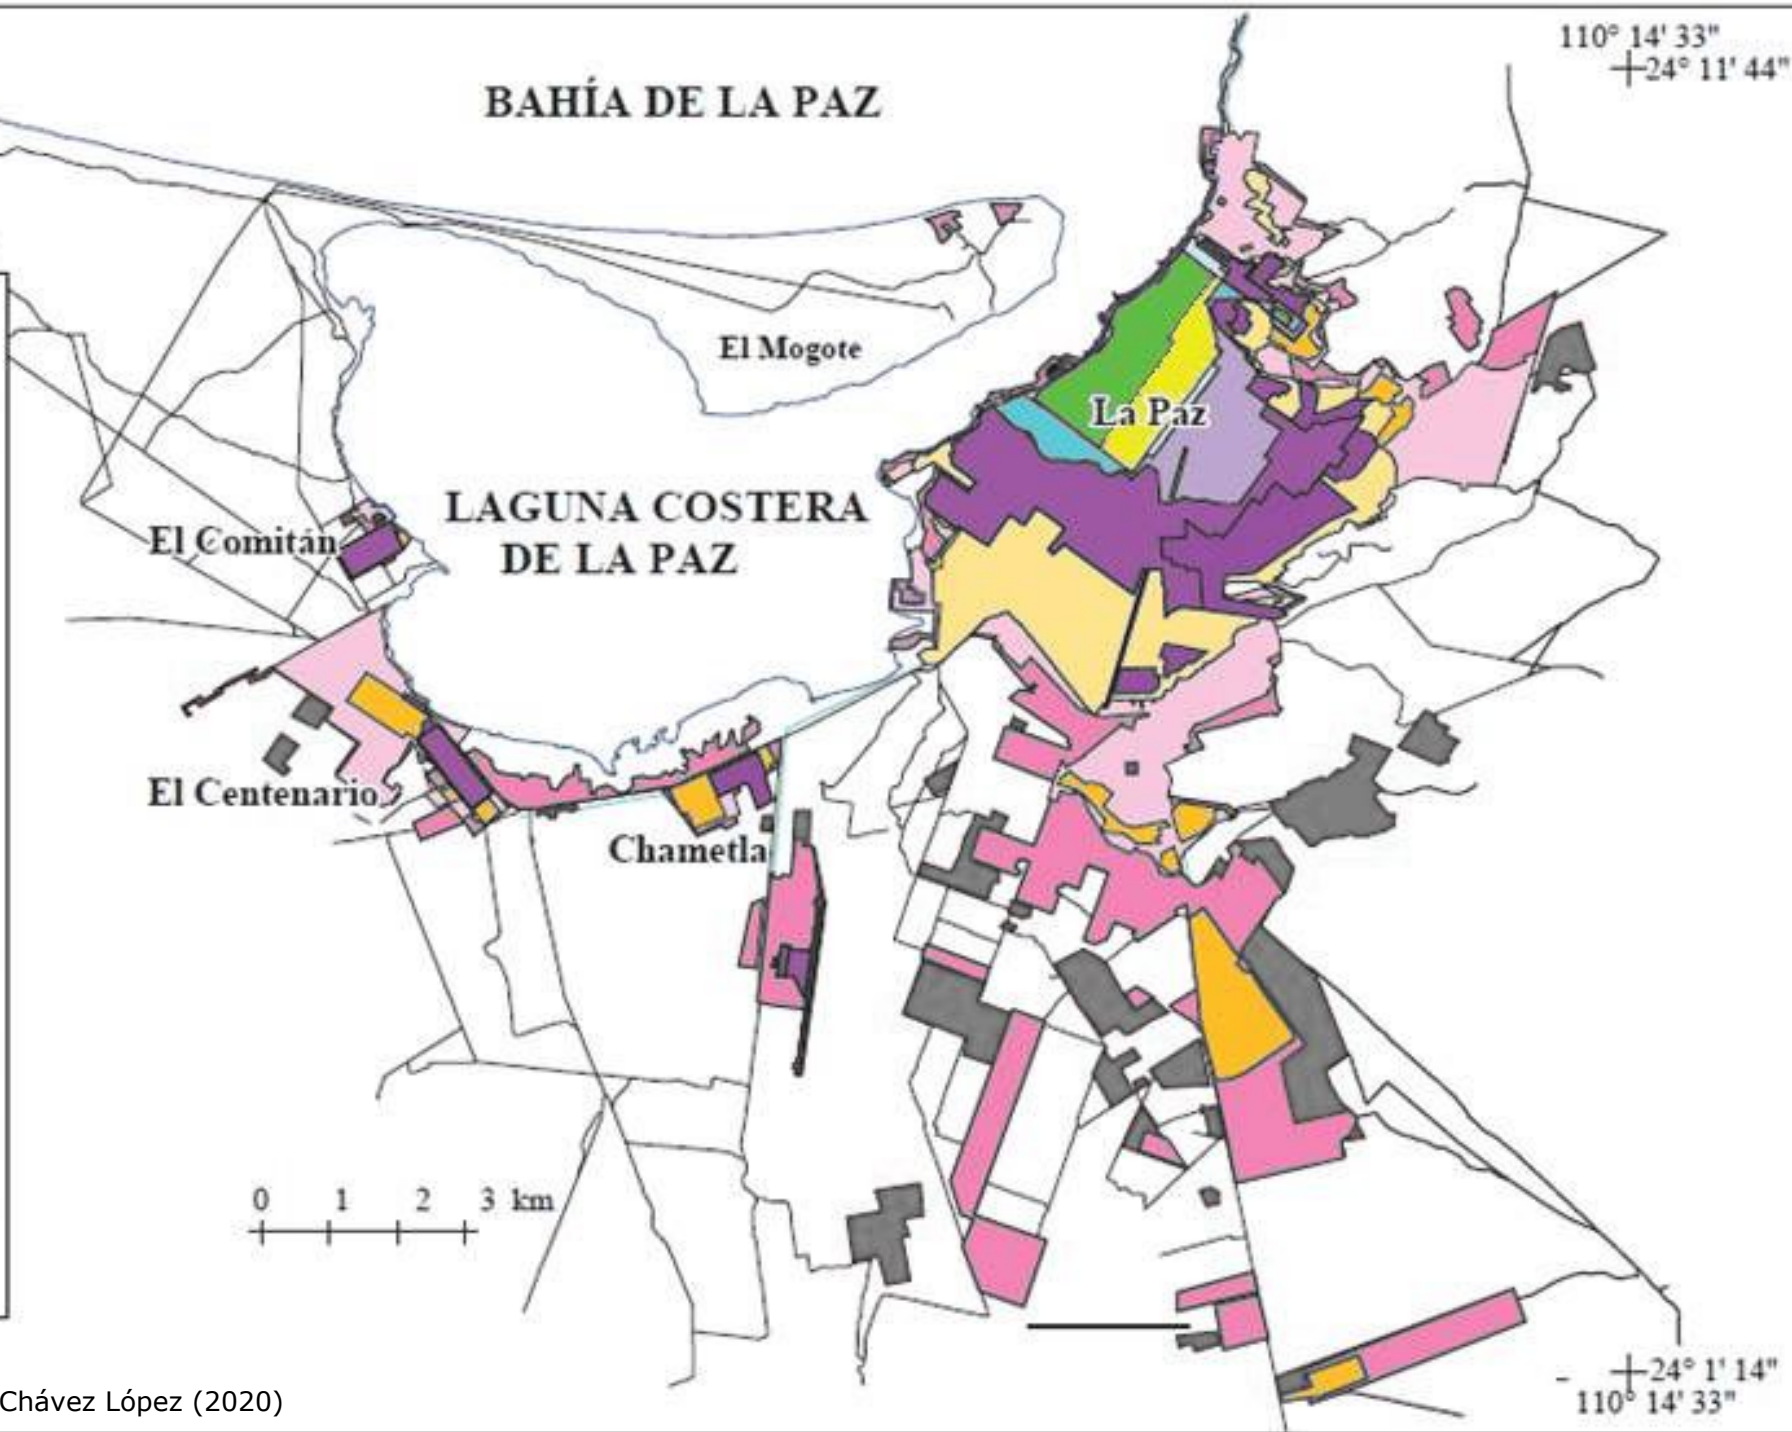 110° 14' 33"
24° 11' 44"
BAHÍA DE LA PAZ
El Mogote
La Paz
LAGUNA COSTERA
DE LA PAZ
El Comitán
El Centenario
Chametla
0 1 2 3 km
24° 1' 14"
110° 14' 33"
Chávez López (2020)